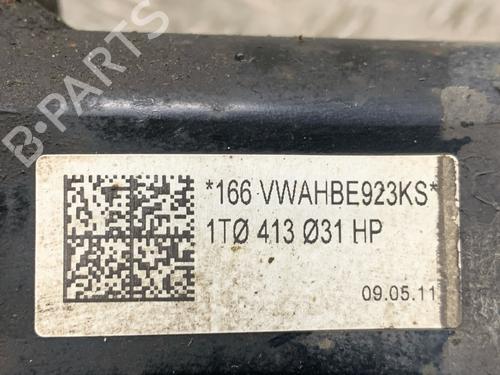 B-PARTS
*166 VWAHBE923KS*
1TØ 413 Ø31 HP
09.05.11